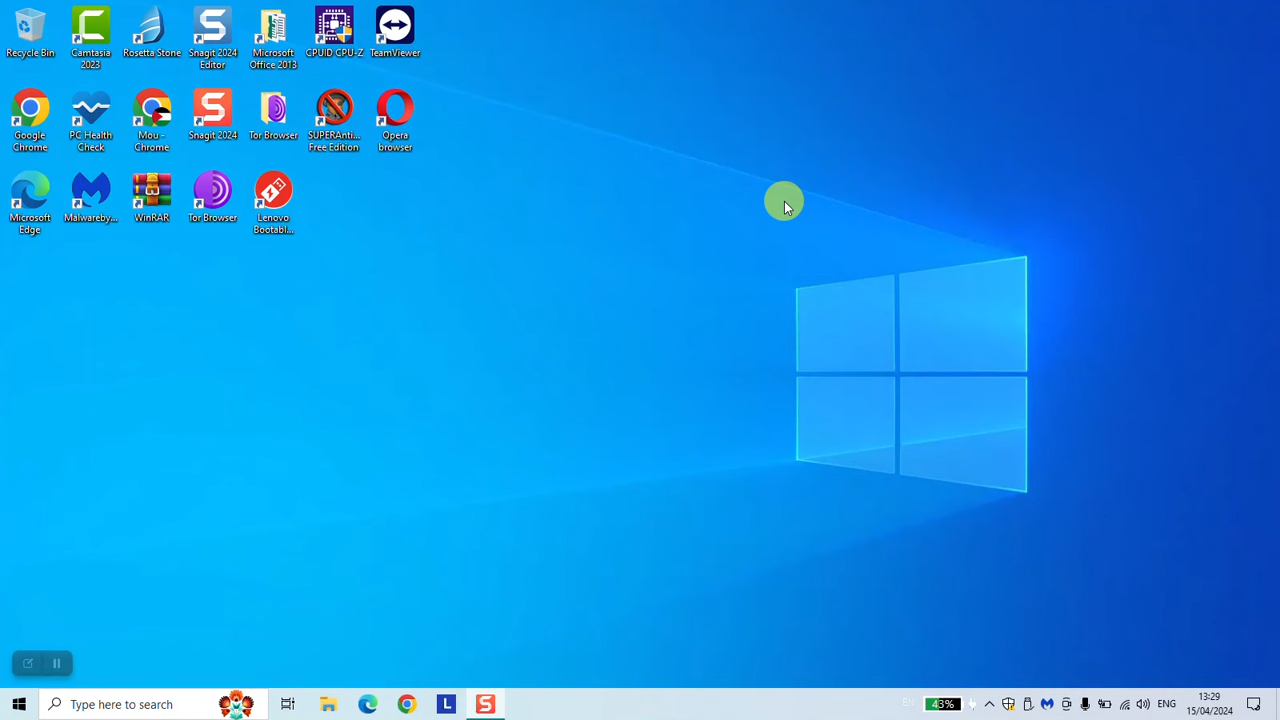 Recycle Bin
Camtasia
2023
Rosetta Stone
Snagit 2024
Editor
Microsoft
Office 2013
CPUID CPU-Z
TeamViewer
Google
Chrome
PC Health
Check
Mou -
Chrome
Snagit 2024
Tor Browser
SUPERAnti...
Free Edition
Opera
browser
Microsoft
Edge
Malwareby...
WinRAR
Tor Browser
Lenovo
Bootabl...
Type here to search
L
S
EN
43%
ENG
13:29
15/04/2024